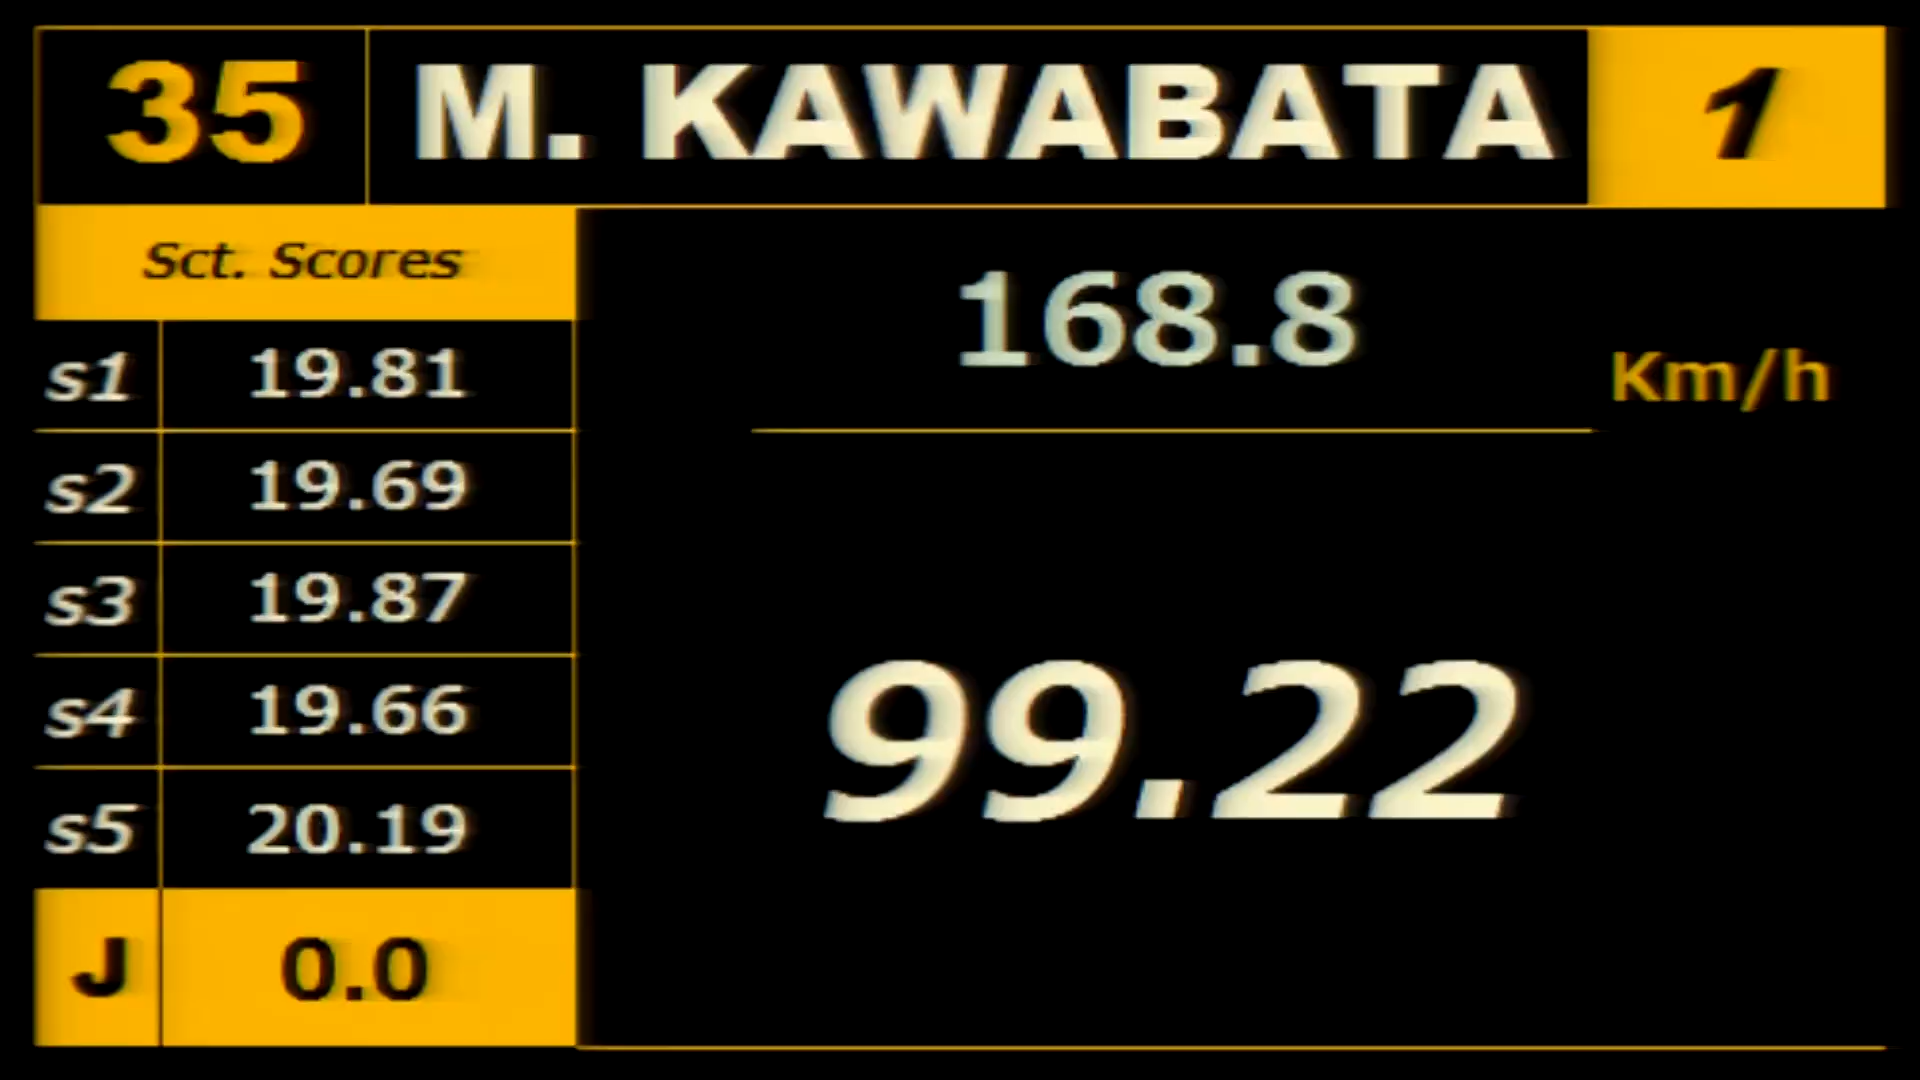 35 M. KAWABATA 1
Sct. Scores
s1 19.81
s2 19.69
s3 19.87
s4 19.66
s5 20.19
J 0.0
168.8 Km/h
99.22